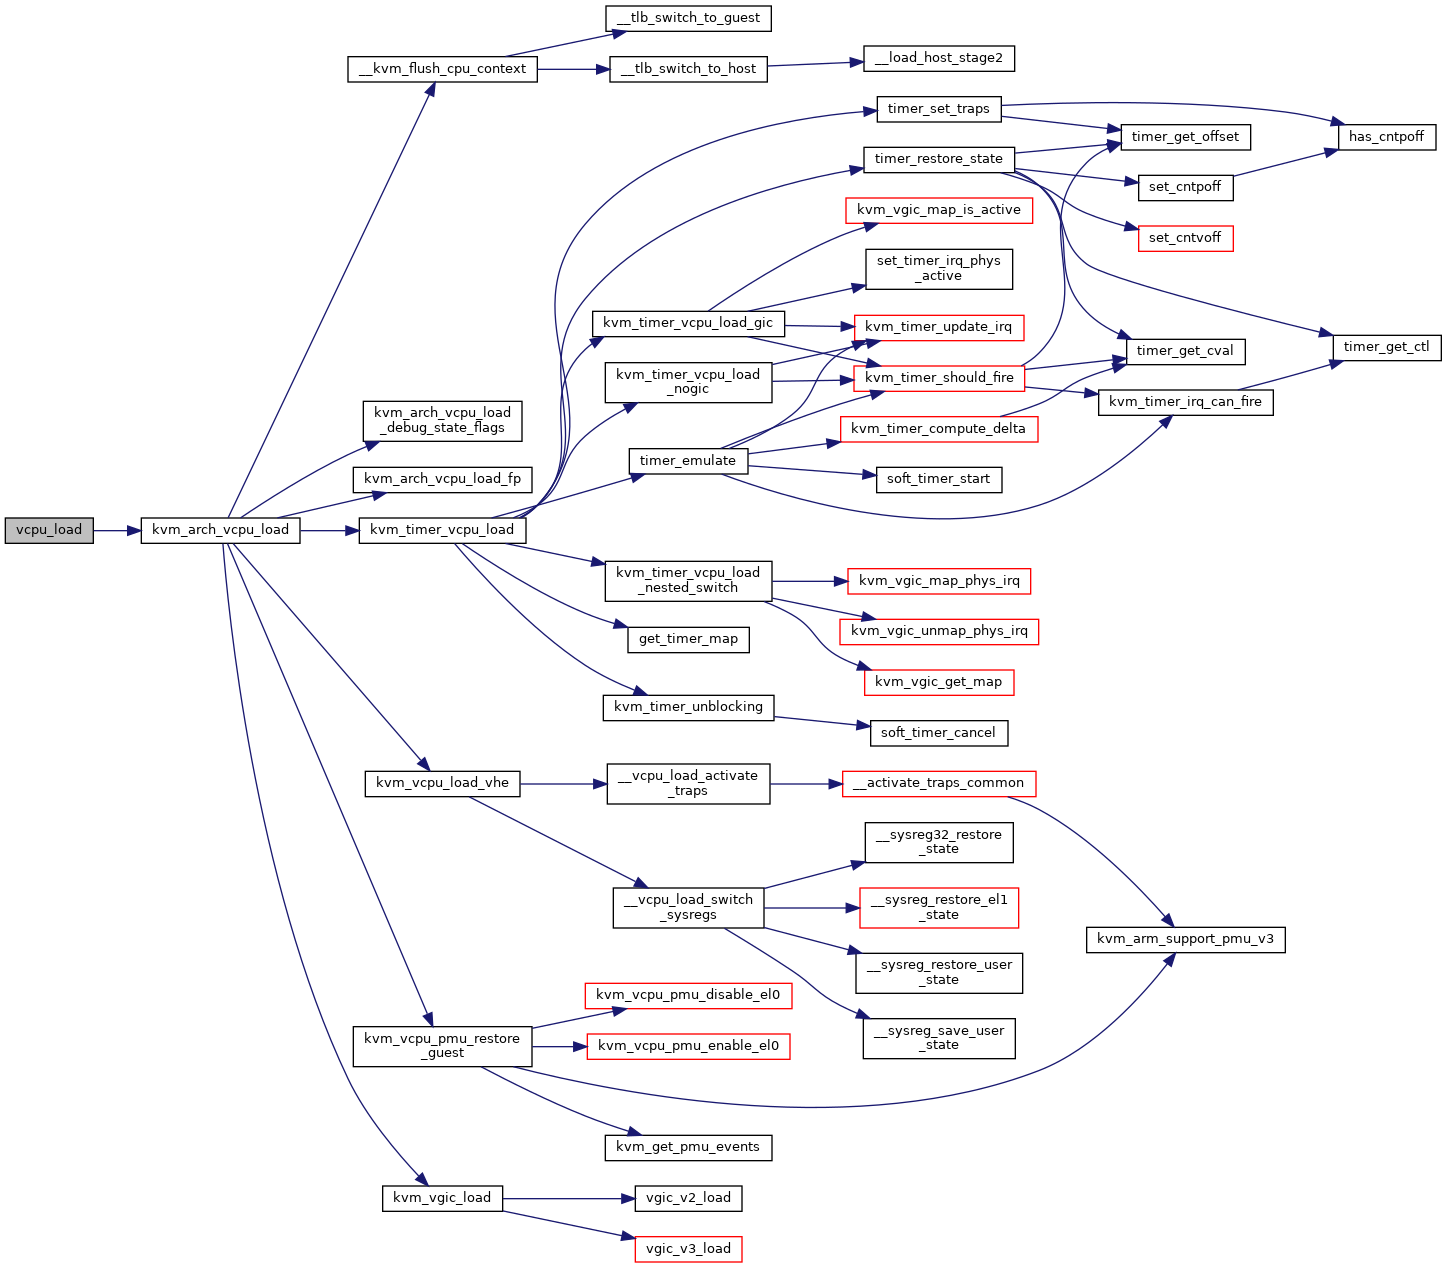 vcpu_load
kvm_arch_vcpu_load
__kvm_flush_cpu_context
kvm_arch_vcpu_load
_debug_state_flags
kvm_arch_vcpu_load_fp
kvm_timer_vcpu_load
kvm_vcpu_load_vhe
kvm_vcpu_pmu_restore
_guest
kvm_vgic_load
__tlb_switch_to_guest
__tlb_switch_to_host
kvm_timer_vcpu_load_gic
kvm_timer_vcpu_load
_nogic
timer_emulate
kvm_timer_vcpu_load
_nested_switch
get_timer_map
kvm_timer_unblocking
__vcpu_load_activate
_traps
__vcpu_load_switch
_sysregs
kvm_vcpu_pmu_disable_el0
kvm_vcpu_pmu_enable_el0
kvm_get_pmu_events
vgic_v2_load
vgic_v3_load
__load_host_stage2
timer_set_traps
timer_restore_state
kvm_vgic_map_is_active
set_timer_irq_phys
_active
kvm_timer_update_irq
kvm_timer_should_fire
kvm_timer_compute_delta
soft_timer_start
kvm_vgic_map_phys_irq
kvm_vgic_unmap_phys_irq
kvm_vgic_get_map
soft_timer_cancel
__activate_traps_common
__sysreg32_restore
_state
__sysreg_restore_el1
_state
__sysreg_restore_user
_state
__sysreg_save_user
_state
timer_get_offset
set_cntpoff
set_cntvoff
timer_get_cval
kvm_timer_irq_can_fire
kvm_arm_support_pmu_v3
has_cntpoff
timer_get_ctl